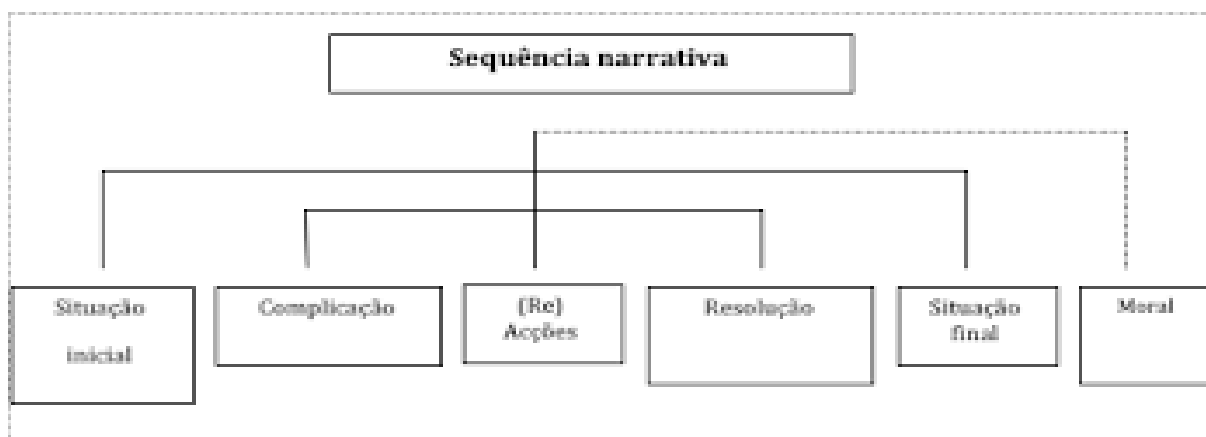 Sequência narrativa
Situação
inicial
Complicação
(Re)
Acções
Resolução
Situação
final
Moral